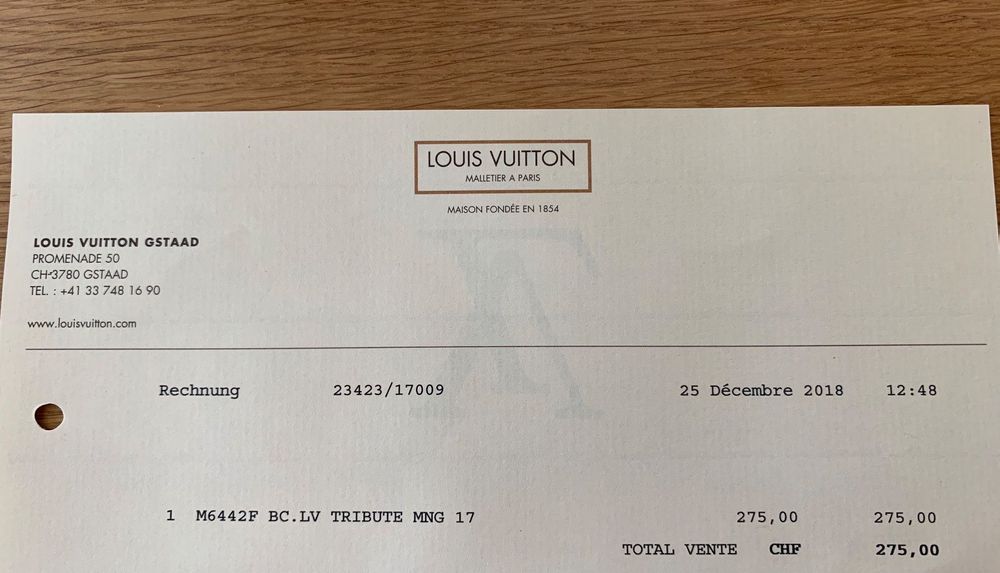 LOUIS VUITTON
MALLETIER A PARIS
MAISON FONDÉE EN 1854
LOUIS VUITTON GSTAAD
PROMENADE 50
CH-3780 GSTAAD
TEL. : +41 33 748 16 90
www.louisvuitton.com
Rechnung 23423/17009 25 Décembre 2018 12:48
1 M6442F BC.LV TRIBUTE MNG 17 275,00 275,00
TOTAL VENTE CHF 275,00